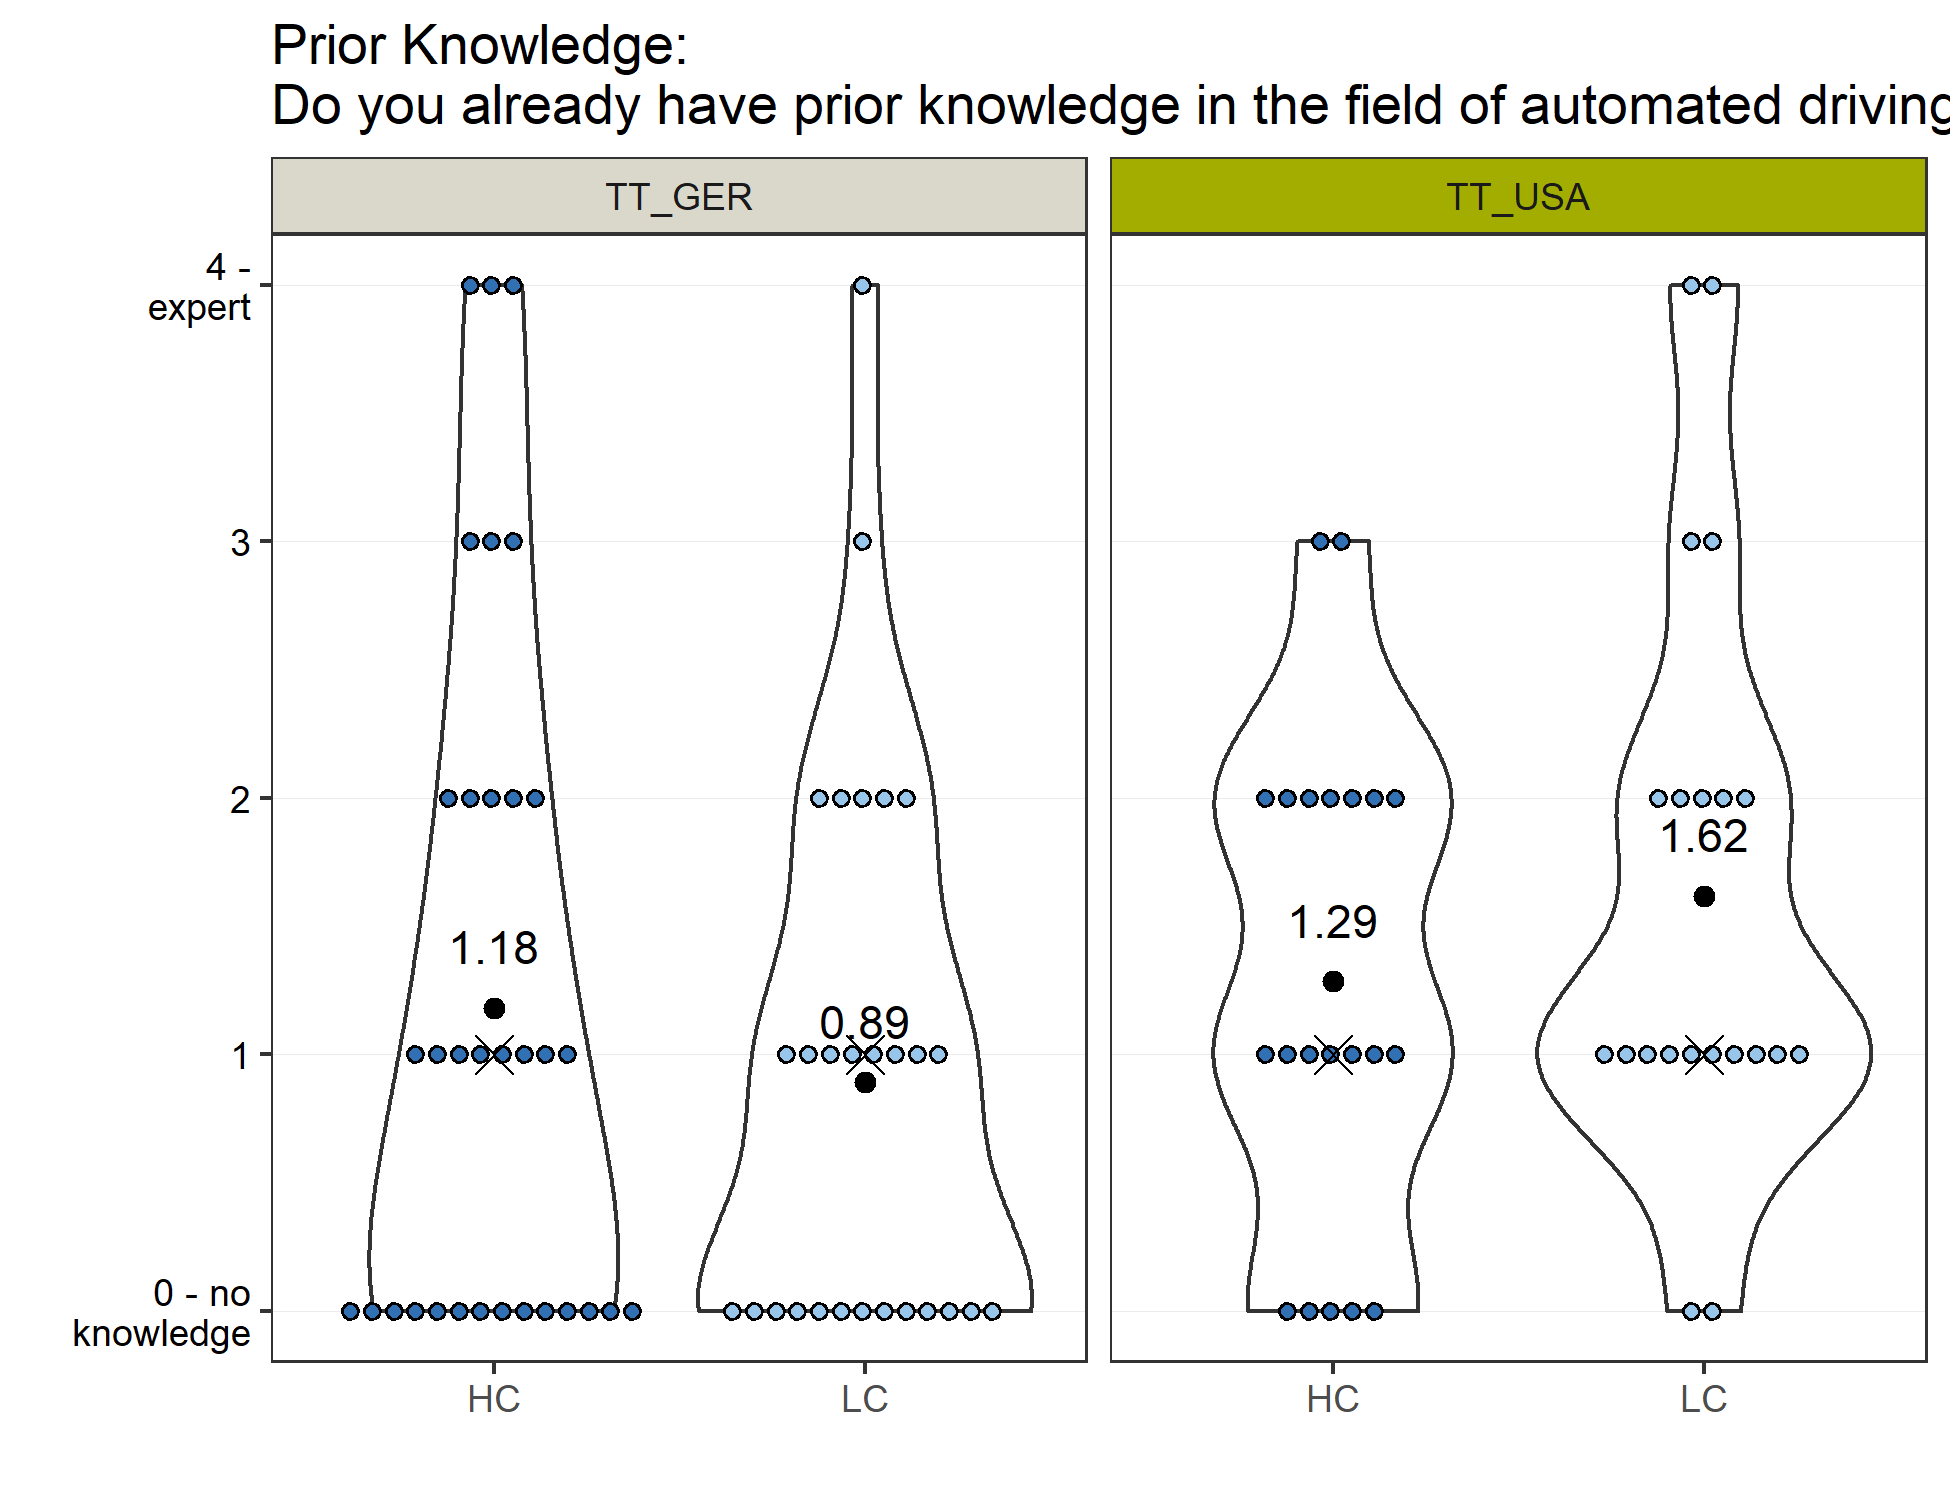 Prior Knowledge:
Do you already have prior knowledge in the field of automated driving
TT_GER
TT_USA
4 -
expert
3
2
1
0 - no
knowledge
1.18
0.89
1.29
1.62
HC
LC
HC
LC